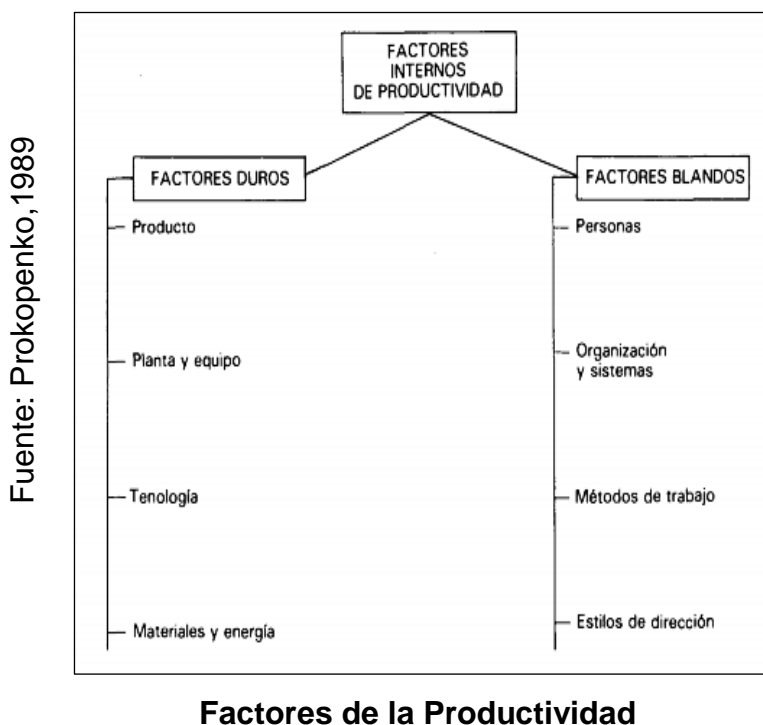 Fuente: Prokopenko,1989
FACTORES
INTERNOS
DE PRODUCTIVIDAD
FACTORES DUROS
Producto
Planta y equipo
Tenología
Materiales y energía
FACTORES BLANDOS
Personas
Organización
y sistemas
Métodos de trabajo
Estilos de dirección
Factores de la Productividad